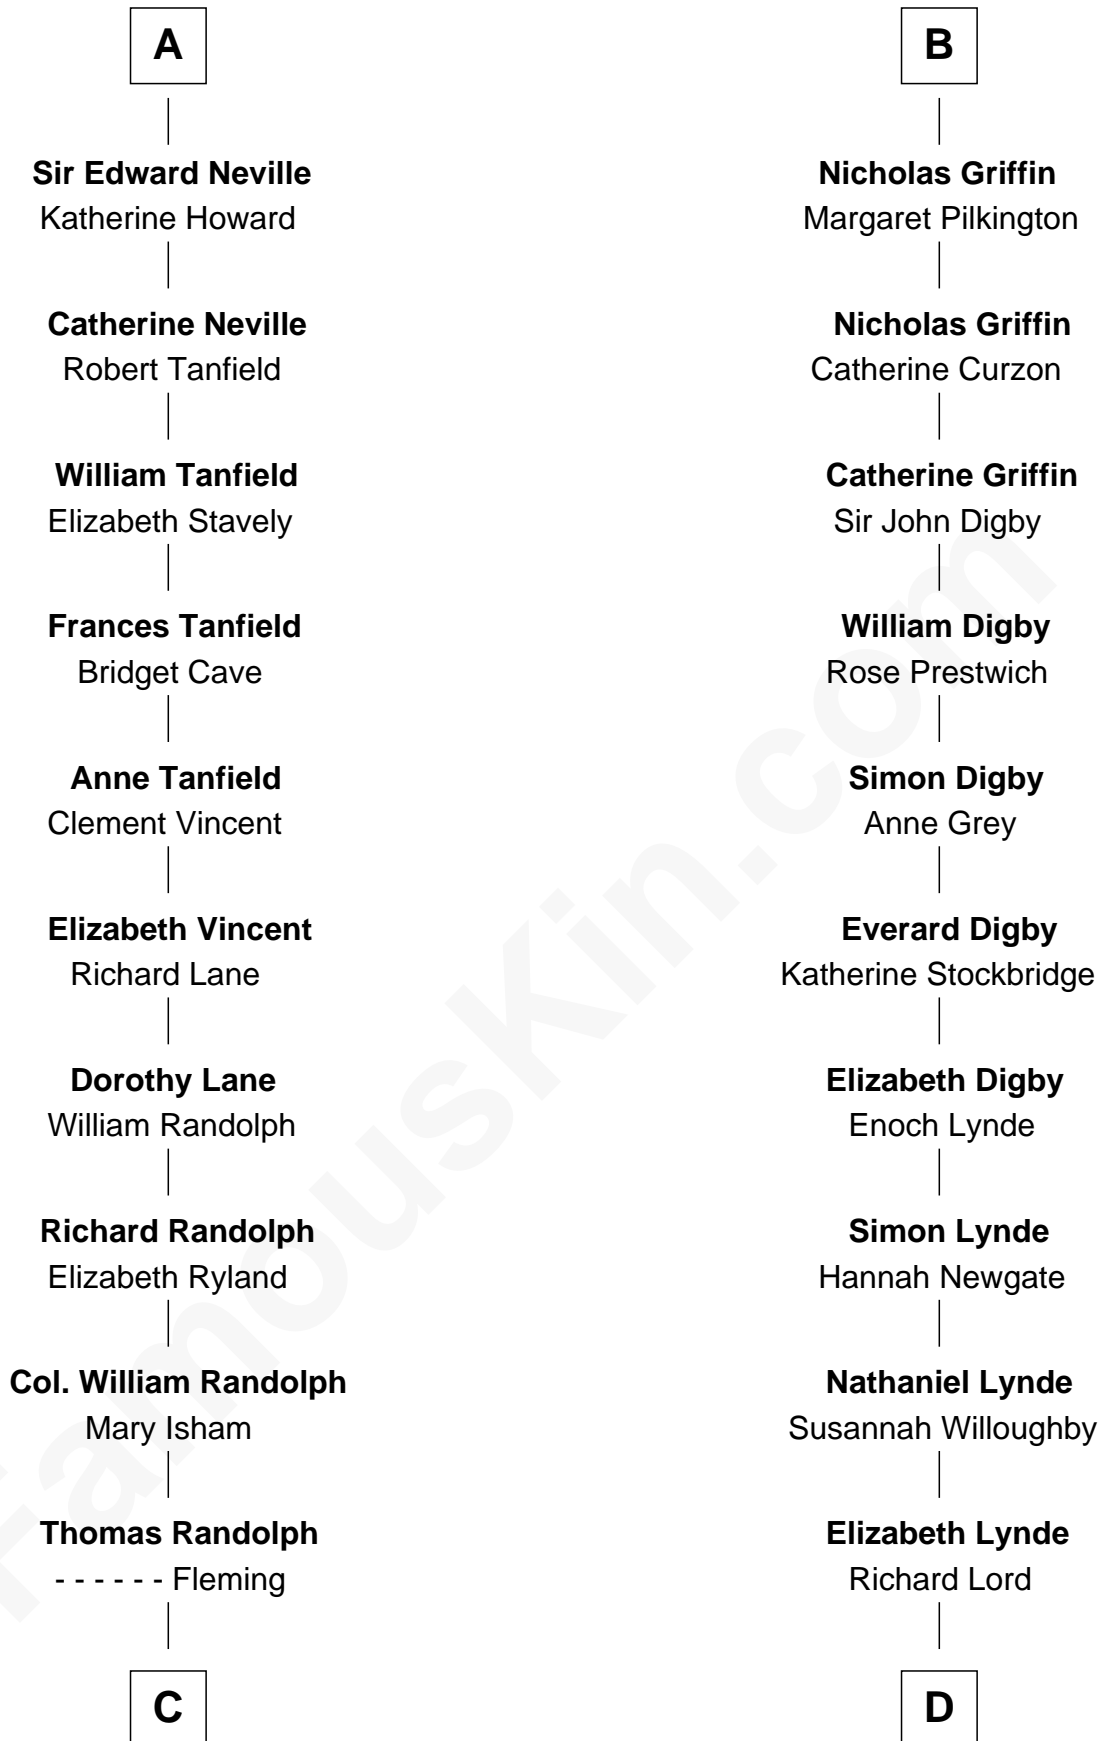 A
Sir Edward Neville
Katherine Howard
Catherine Neville
Robert Tanfield
William Tanfield
Elizabeth Stavely
Frances Tanfield
Bridget Cave
Anne Tanfield
Clement Vincent
Elizabeth Vincent
Richard Lane
Dorothy Lane
William Randolph
Richard Randolph
Elizabeth Ryland
Col. William Randolph
Mary Isham
Thomas Randolph
- - - - - - Fleming
C
B
Nicholas Griffin
Margaret Pilkington
Nicholas Griffin
Catherine Curzon
Catherine Griffin
Sir John Digby
William Digby
Rose Prestwich
Simon Digby
Anne Grey
Everard Digby
Katherine Stockbridge
Elizabeth Digby
Enoch Lynde
Simon Lynde
Hannah Newgate
Nathaniel Lynde
Susannah Willoughby
Elizabeth Lynde
Richard Lord
D
FamousKin.com